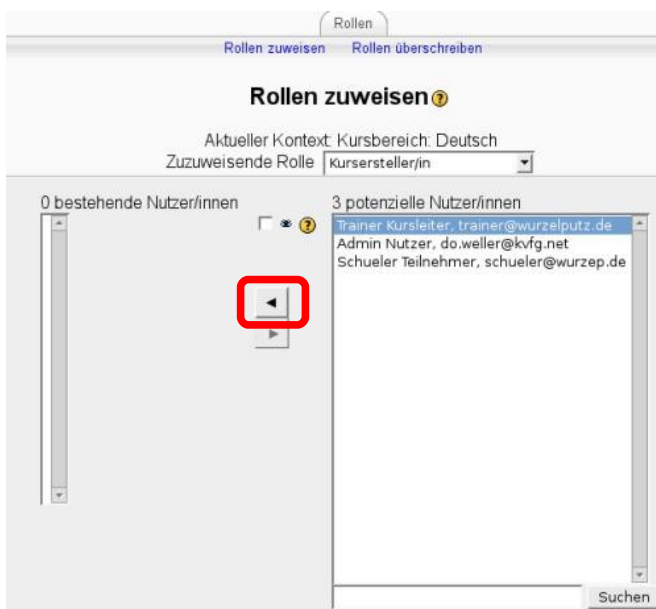 Rollen
Rollen zuweisen Rollen überschreiben
Rollen zuweisen
Aktueller Kontext: Kursbereich: Deutsch
Zuzuweisende Rolle Kursersteller/in
0 bestehende Nutzer/innen
3 potenzielle Nutzer/innen
Trainer Kursleiter, trainer@wurzelputz.de
Admin Nutzer, do.weller@kvfg.net
Schueler Teilnehmer, schueler@wurzep.de
Suchen